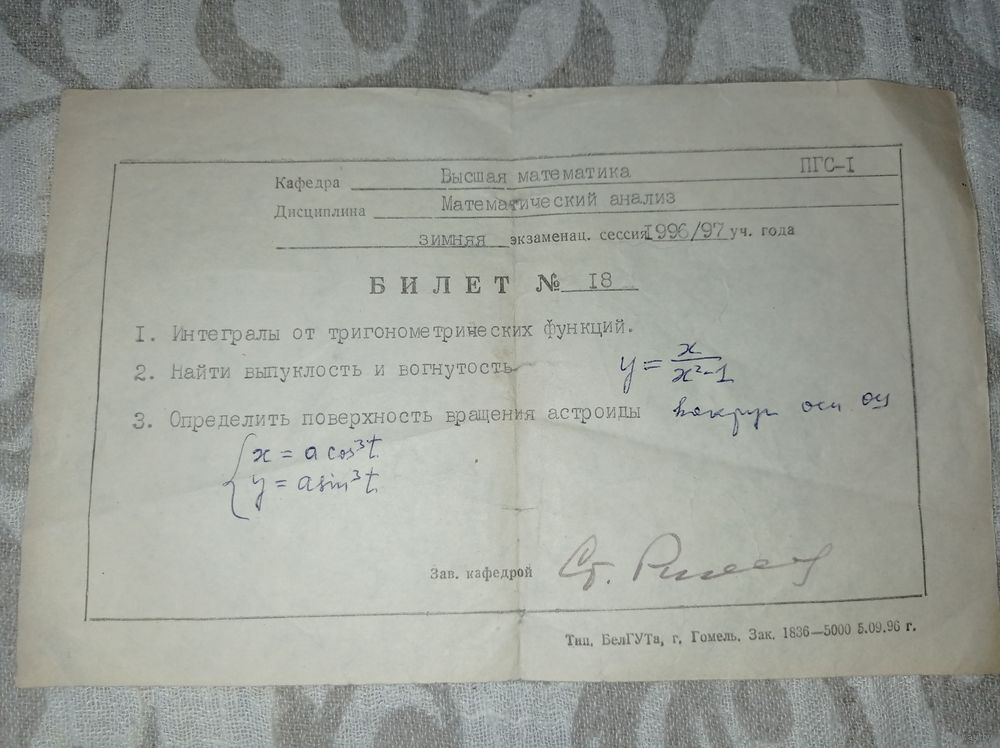 Кафедра Высшая математика ПГС-I
Дисциплина Математический анализ
зимняя экзаменац. сессия 1996/97 уч. года
БИЛЕТ № I8
I. Интегралы от тригонометрических функций.
2. Найти выпуклость и вогнутость y = x/(x²-1)
3. Определить поверхность вращения астроиды вокруг оси оу
x = a cos³t
y = a sin³t
Зав. кафедрой
Тип. БелГУТа, г. Гомель. Зак. 1836—5000 5.09.96 г.